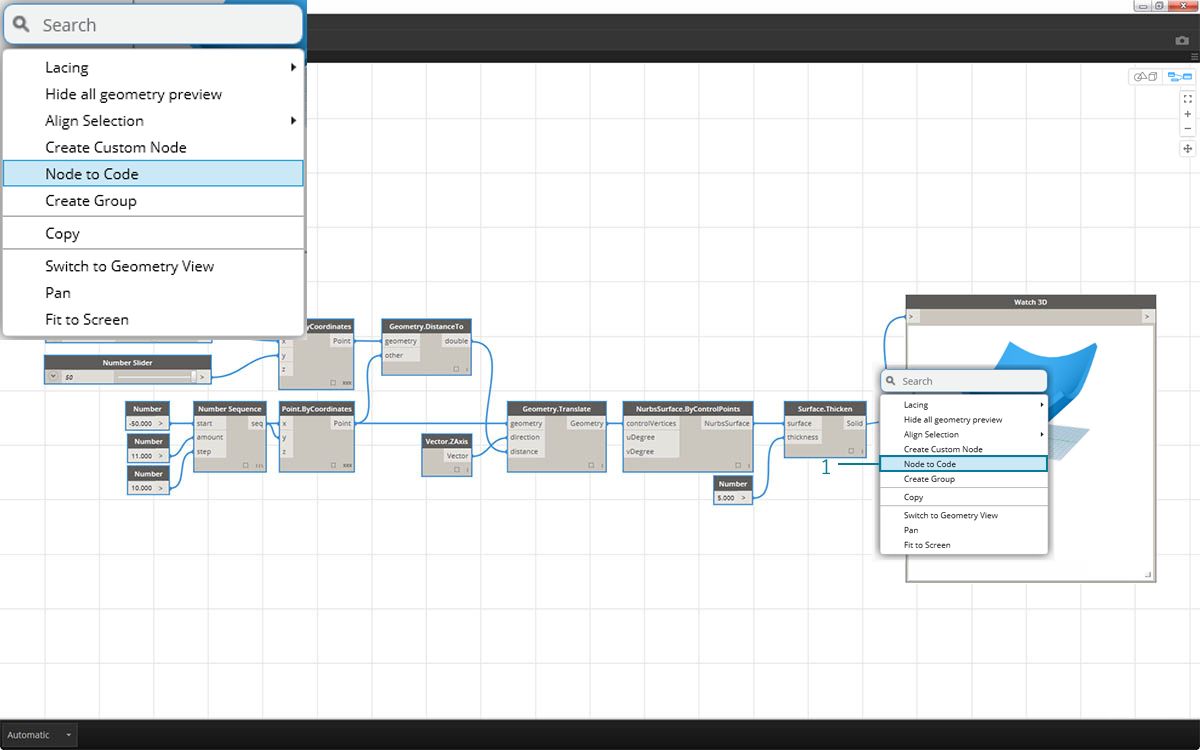 Search
Lacing
Hide all geometry preview
Align Selection
Create Custom Node
Node to Code
Create Group
Copy
Switch to Geometry View
Pan
Fit to Screen
Number Slider
50 >
yCoordinates
x Point
y
z
Geometry.DistanceTo
geometry double
other
Number
-50.000 >
Number
11.000 >
Number
10.000 >
Number Sequence
start seq
amount
step
Point.ByCoordinates
x Point
y
z
Vector.ZAxis
Vector
Geometry.Translate
geometry Geometry
direction
distance
NurbsSurface.ByControlPoints
controlVertices NurbsSurface
uDegree
vDegree
Number
5.000 >
Surface.Thicken
surface Solid
thickness
Watch 3D
> >
1
Search
Lacing
Hide all geometry preview
Align Selection
Create Custom Node
Node to Code
Create Group
Copy
Switch to Geometry View
Pan
Fit to Screen
Automatic